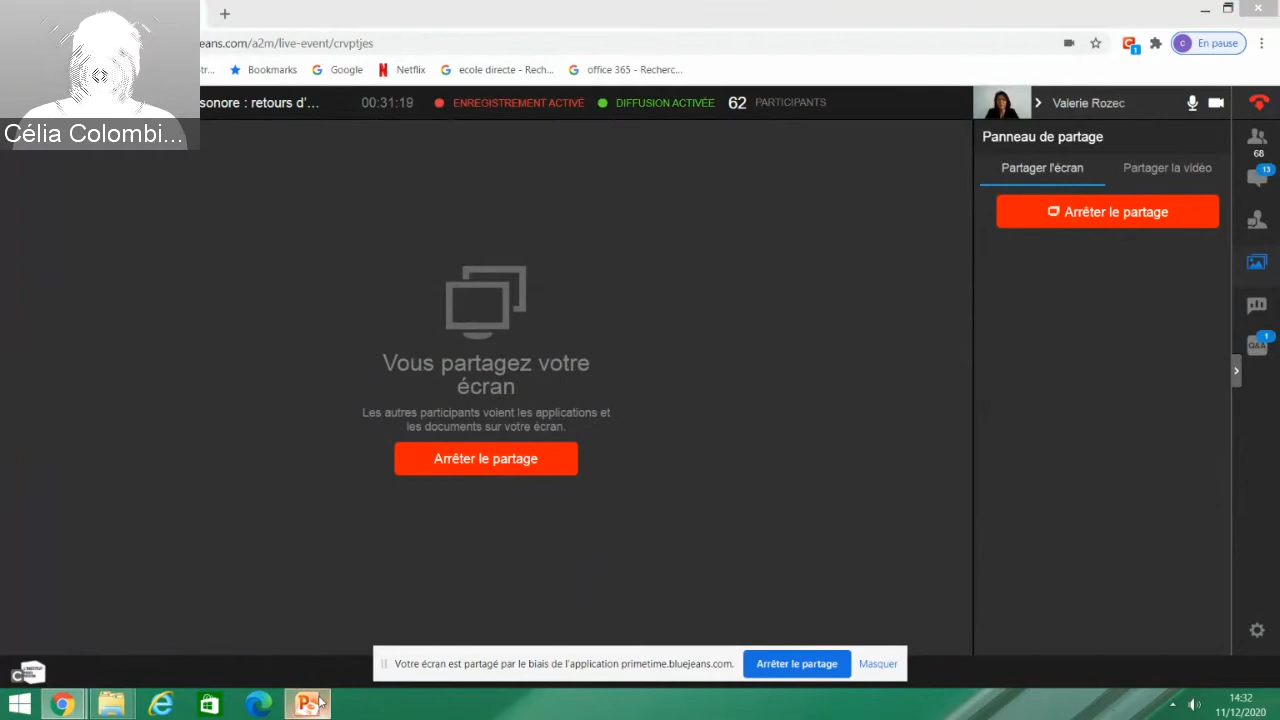 eans.com/a2m/live-event/crvptjes
En pause
Bookmarks
Google
Netflix
ecole directe - Rech...
office 365 - Recherc...
Célia Colombi...
sonore : retours d'...
00:31:19
ENREGISTREMENT ACTIVÉ
DIFFUSION ACTIVÉE
62 PARTICIPANTS
Valerie Rozec
Panneau de partage
68
Partager l'écran
Partager la vidéo
13
Arrêter le partage
Vous partagez votre
écran
Les autres participants voient les applications et
les documents sur votre écran.
Arrêter le partage
1
Q&A
Votre écran est partagé par le biais de l'application primetime.bluejeans.com.
Arrêter le partage
Masquer
14:32
11/12/2020